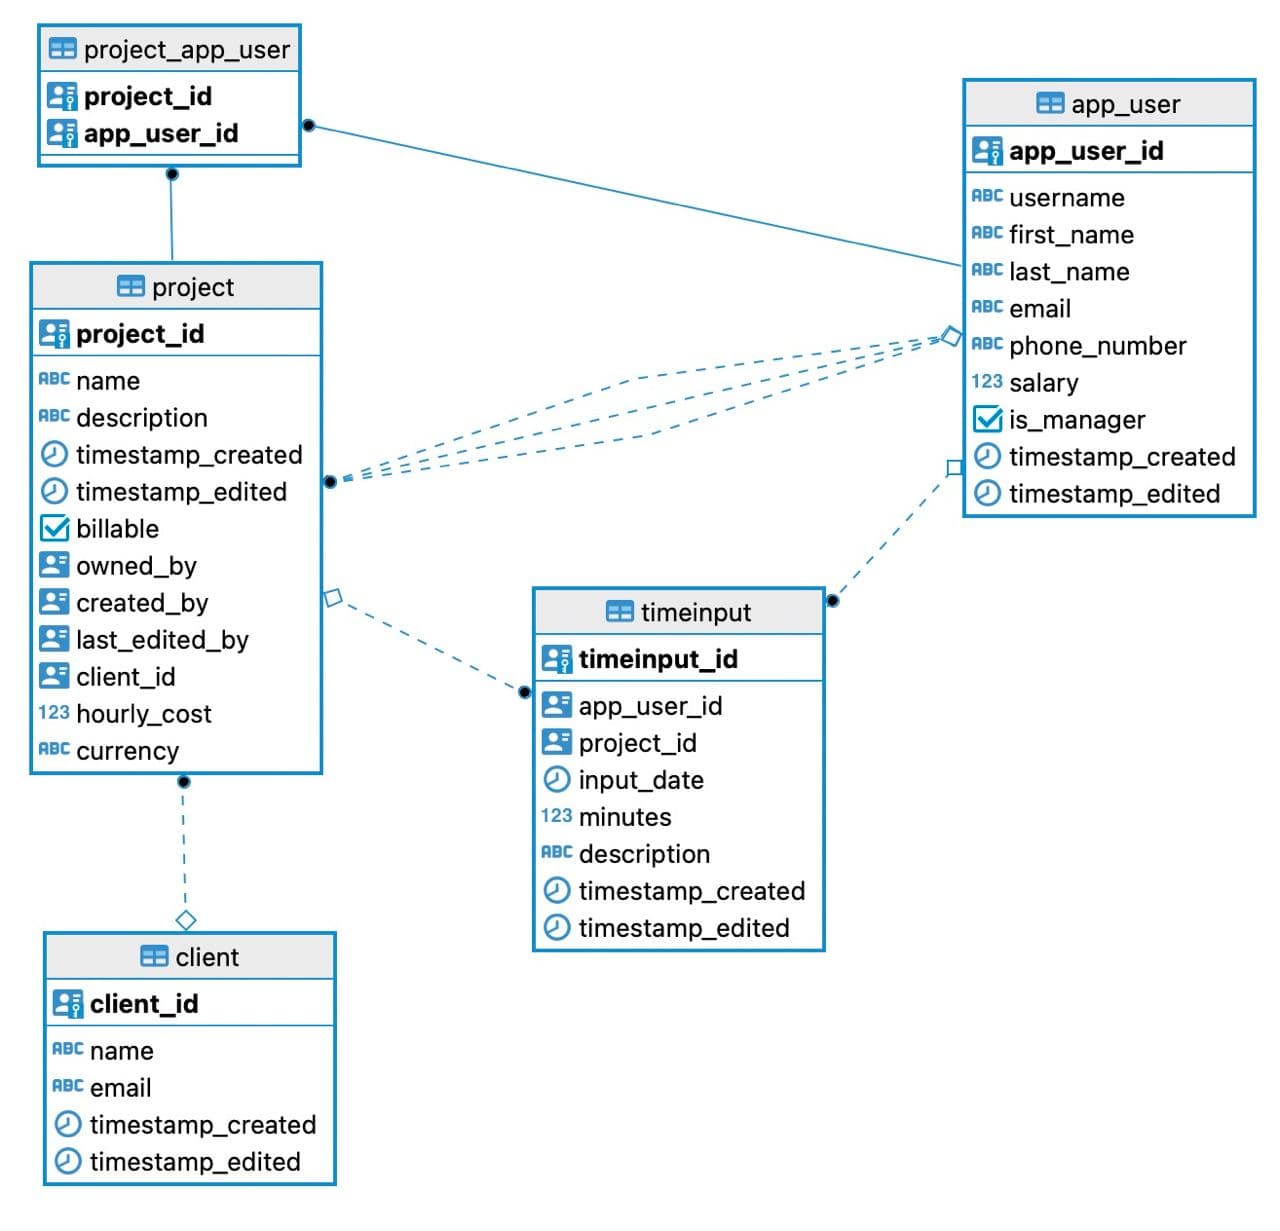 project_app_user
project_id
app_user_id
app_user
app_user_id
ABC username
ABC first_name
ABC last_name
ABC email
ABC phone_number
123 salary
is_manager
timestamp_created
timestamp_edited
project
project_id
ABC name
ABC description
timestamp_created
timestamp_edited
billable
owned_by
created_by
last_edited_by
client_id
123 hourly_cost
ABC currency
timeinput
timeinput_id
app_user_id
project_id
input_date
123 minutes
ABC description
timestamp_created
timestamp_edited
client
client_id
ABC name
ABC email
timestamp_created
timestamp_edited